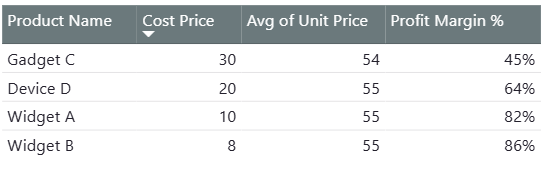 Product Name Cost Price Avg of Unit Price Profit Margin %
Gadget C 30 54 45%
Device D 20 55 64%
Widget A 10 55 82%
Widget B 8 55 86%